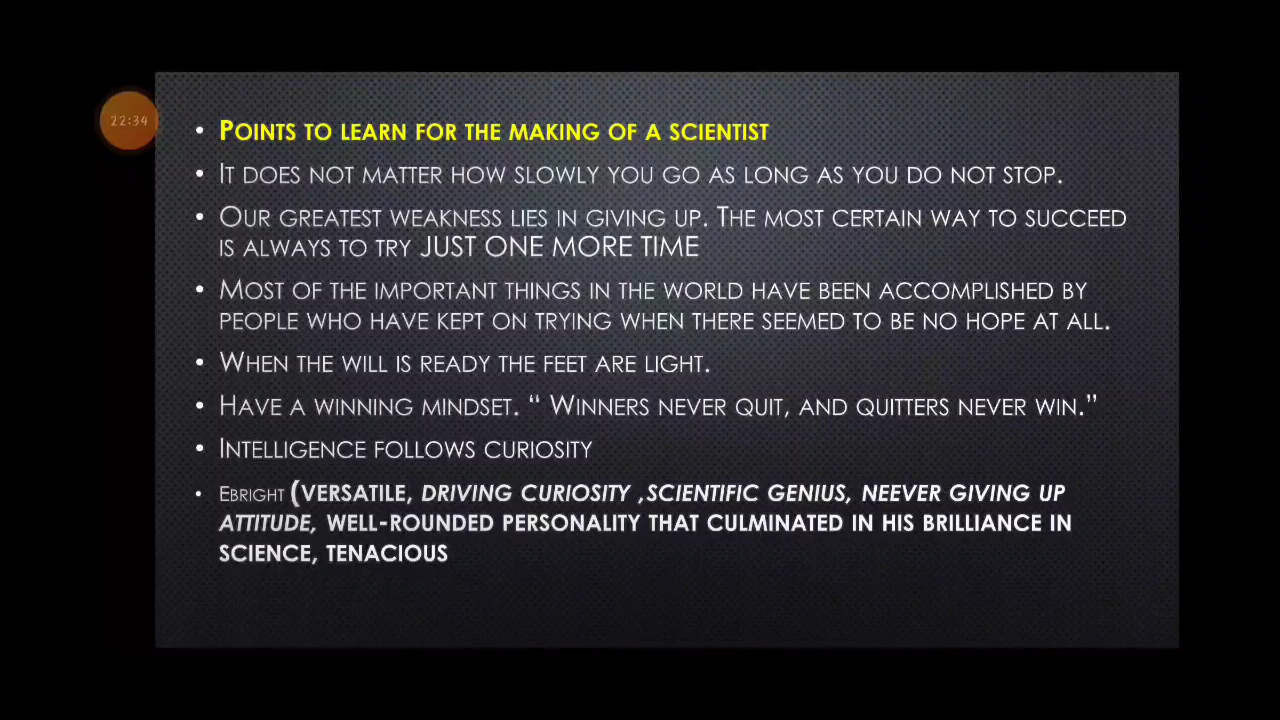 22:34
• Points to learn for the making of a scientist
• It does not matter how slowly you go as long as you do not stop.
• Our greatest weakness lies in giving up. The most certain way to succeed
is always to try JUST ONE MORE TIME
• Most of the important things in the world have been accomplished by
people who have kept on trying when there seemed to be no hope at all.
• When the will is ready the feet are light.
• Have a winning mindset. “ Winners never quit, and quitters never win.”
• Intelligence follows curiosity
• Ebright (versatile, driving curiosity ,scientific genius, neever giving up
attitude, well-rounded personality that culminated in his brilliance in
science, tenacious